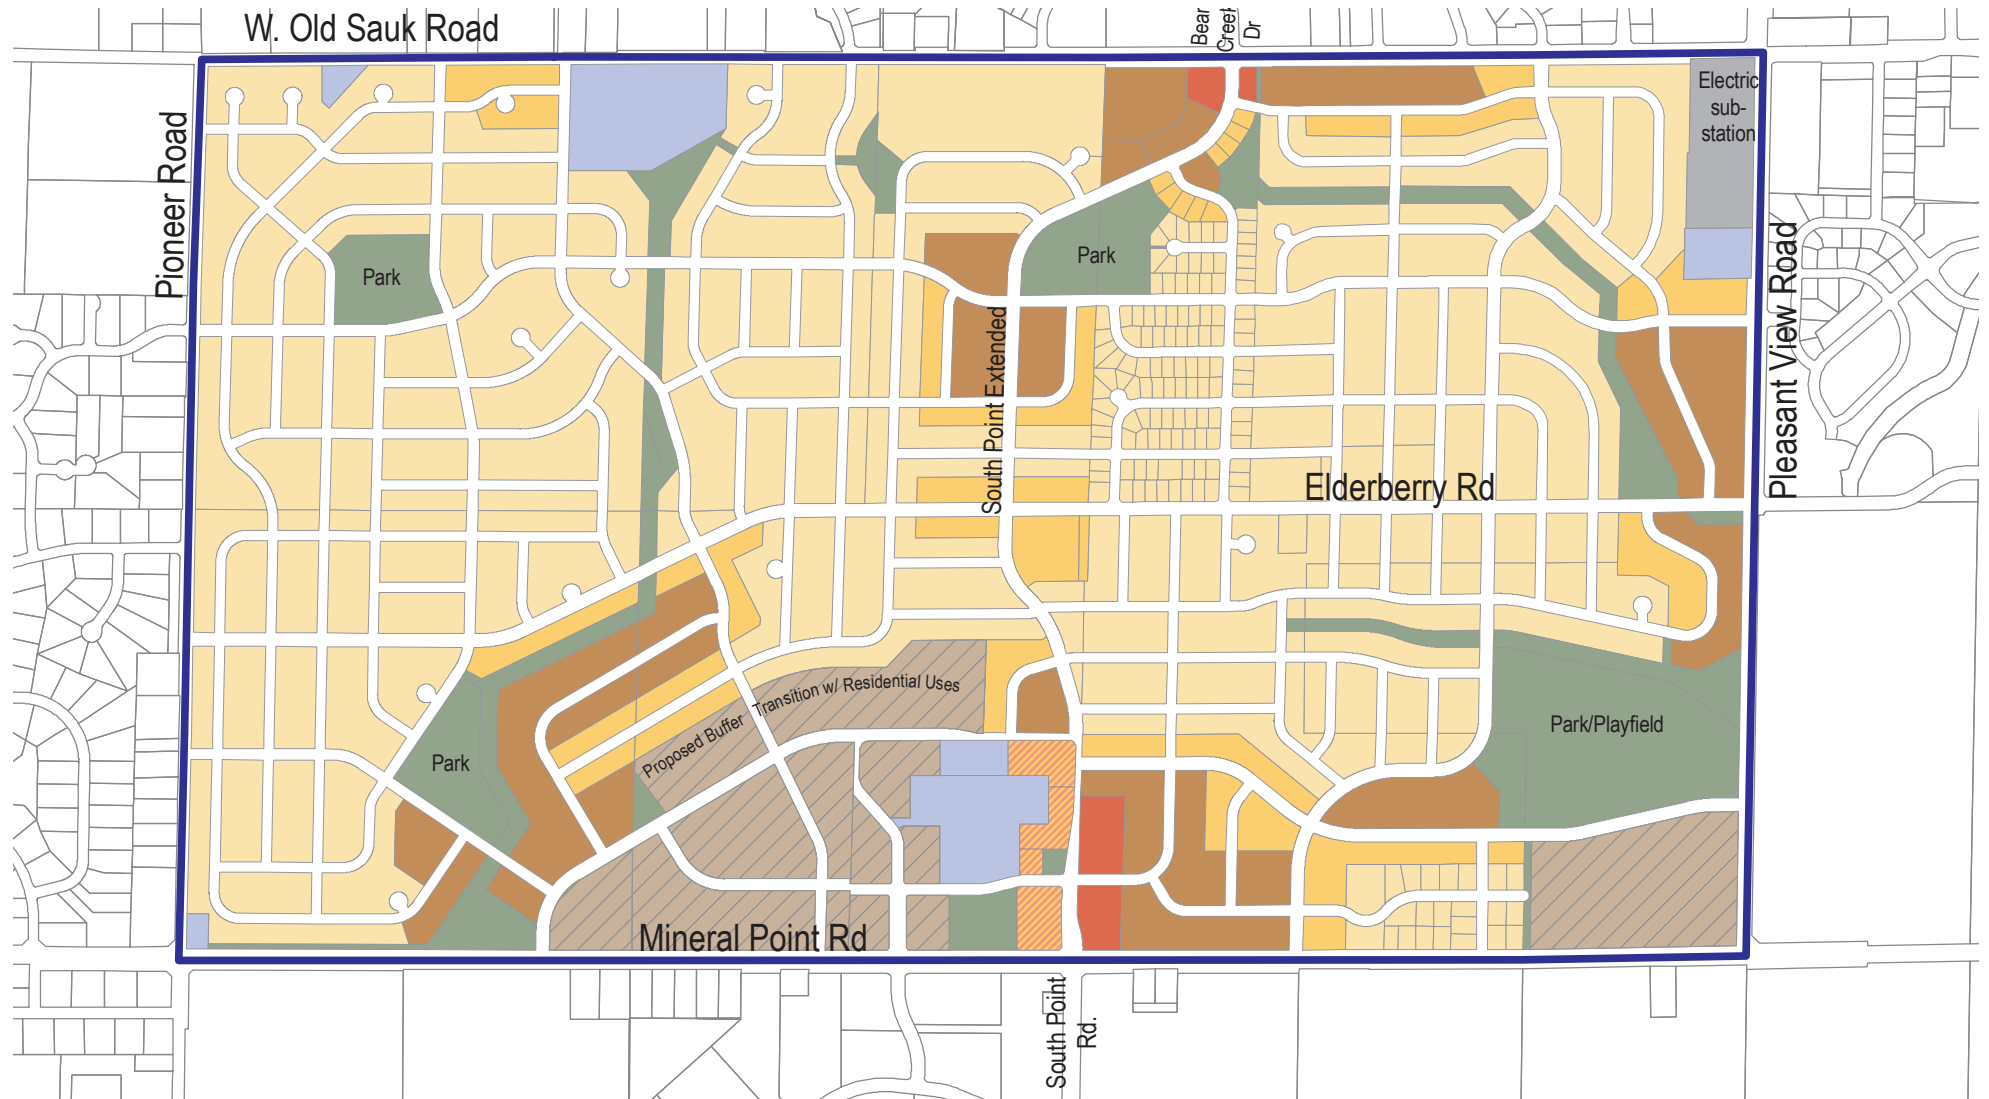 W. Old Sauk Road
Bear
Creek
Dr
Electric
sub-
station
Pioneer Road
Park
Park
Pleasant View Road
South Point Extended
Elderberry Rd
Proposed Buffer Transition w/ Residential Uses
Park/Playfield
Park
Mineral Point Rd
South Point
Rd.